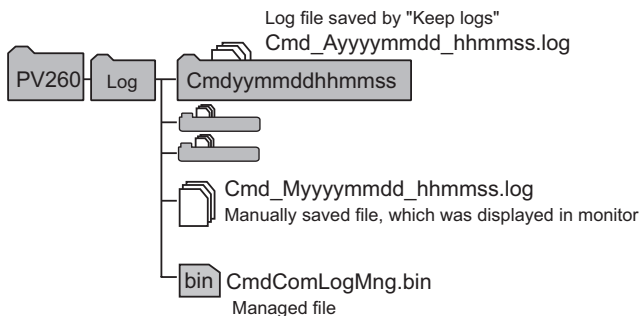 Log file saved by "Keep logs"
Cmd_Ayyyymmdd_hhmmss.log
PV260
Log
Cmdyymmddhhmmss
Cmd_Myyyymmdd_hhmmss.log
Manually saved file, which was displayed in monitor
bin
CmdComLogMng.bin
Managed file